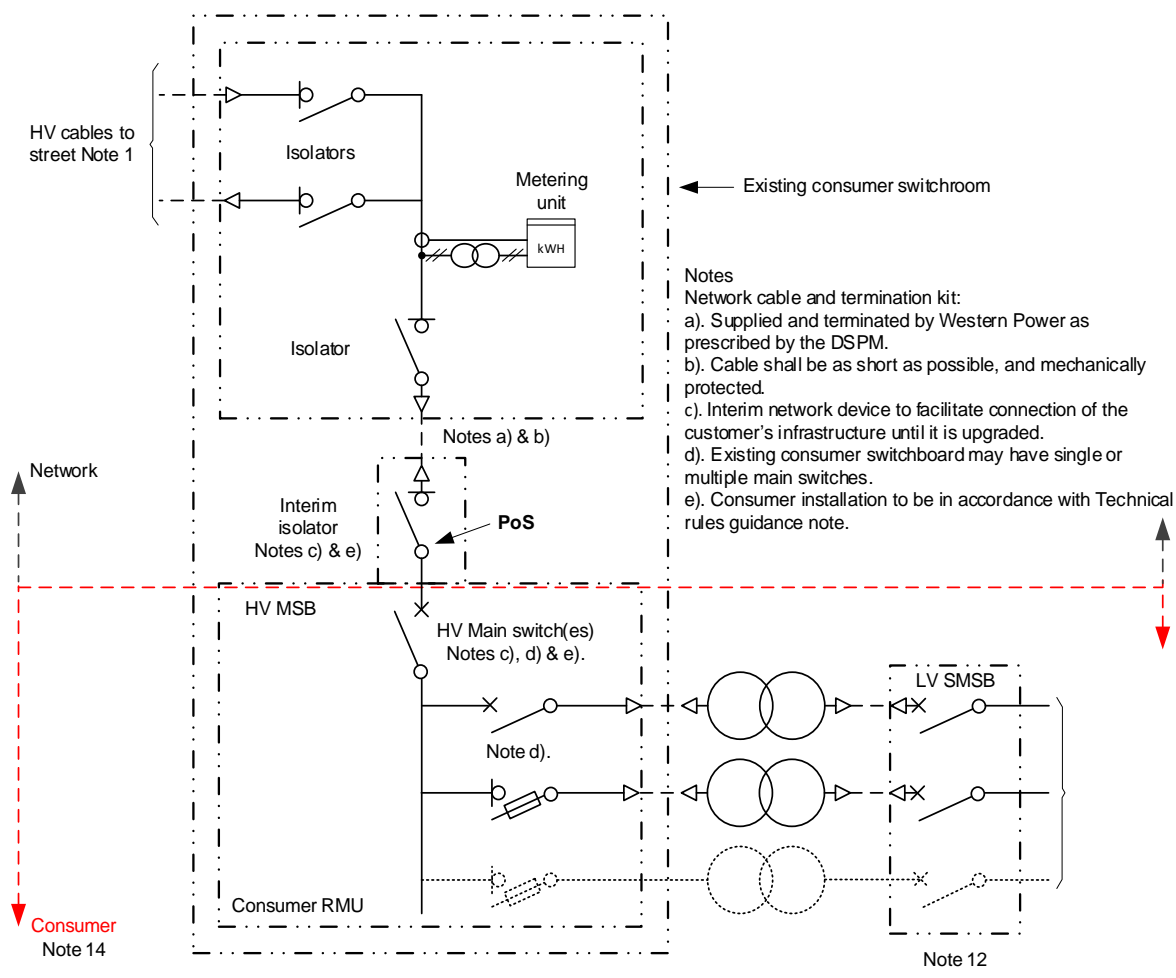 HV cables to
street Note 1
Isolators
Metering
unit
kWH
Existing consumer switchroom
Isolator
Notes
Network cable and termination kit:
a). Supplied and terminated by Western Power as
prescribed by the DSPM.
b). Cable shall be as short as possible, and mechanically
protected.
c). Interim network device to facilitate connection of the
customer's infrastructure until it is upgraded.
d). Existing consumer switchboard may have single or
multiple main switches.
e). Consumer installation to be in accordance with Technical
rules guidance note.
Notes a) & b)
Network
Interim
isolator
Notes c) & e)
PoS
HV MSB
HV Main switch(es)
Notes c), d) & e).
LV SMSB
Note d).
Consumer RMU
Consumer
Note 14
Note 12